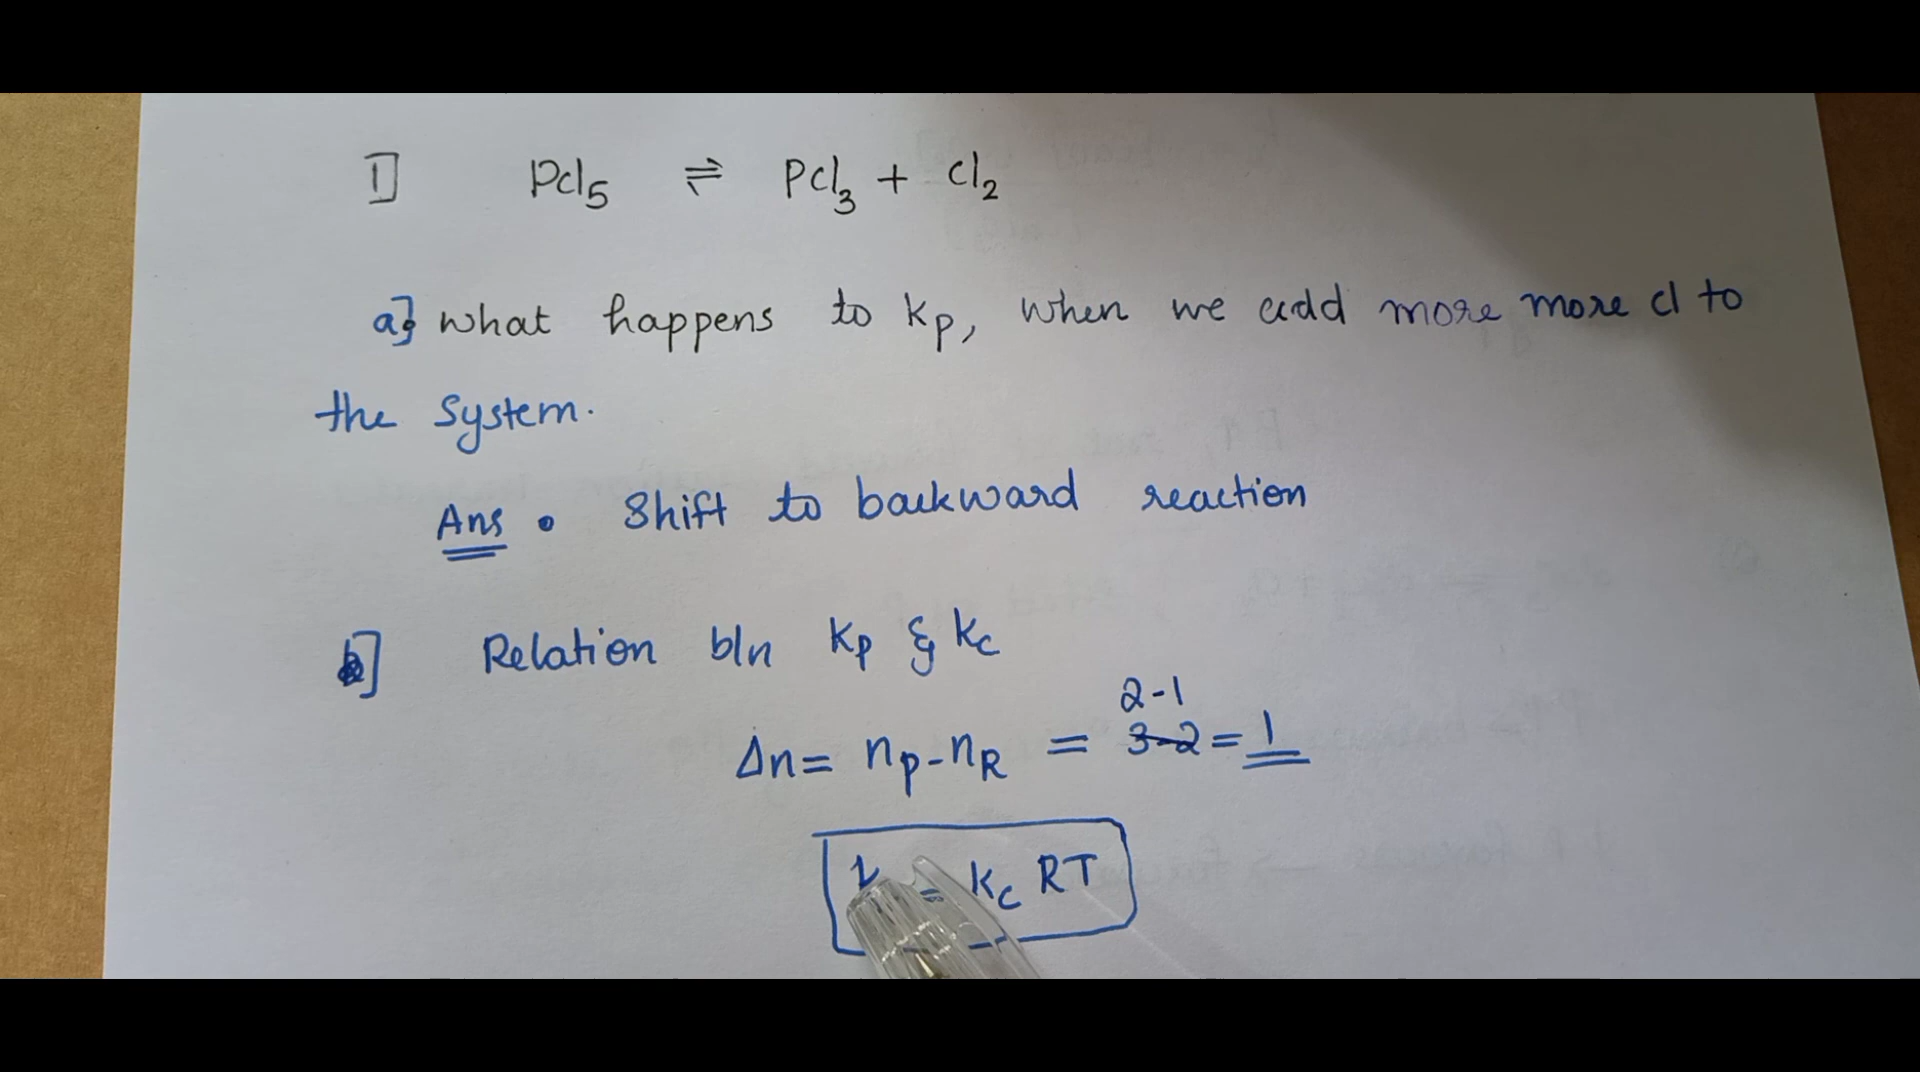 1] PCl5 ⇌ PCl3 + Cl2
a] what happens to Kp, when we add more more Cl to
the system.
Ans • Shift to backward reaction
b] Relation b/n Kp & Kc
2-1
Δn = np - nR = 3-2 = 1
= Kc RT